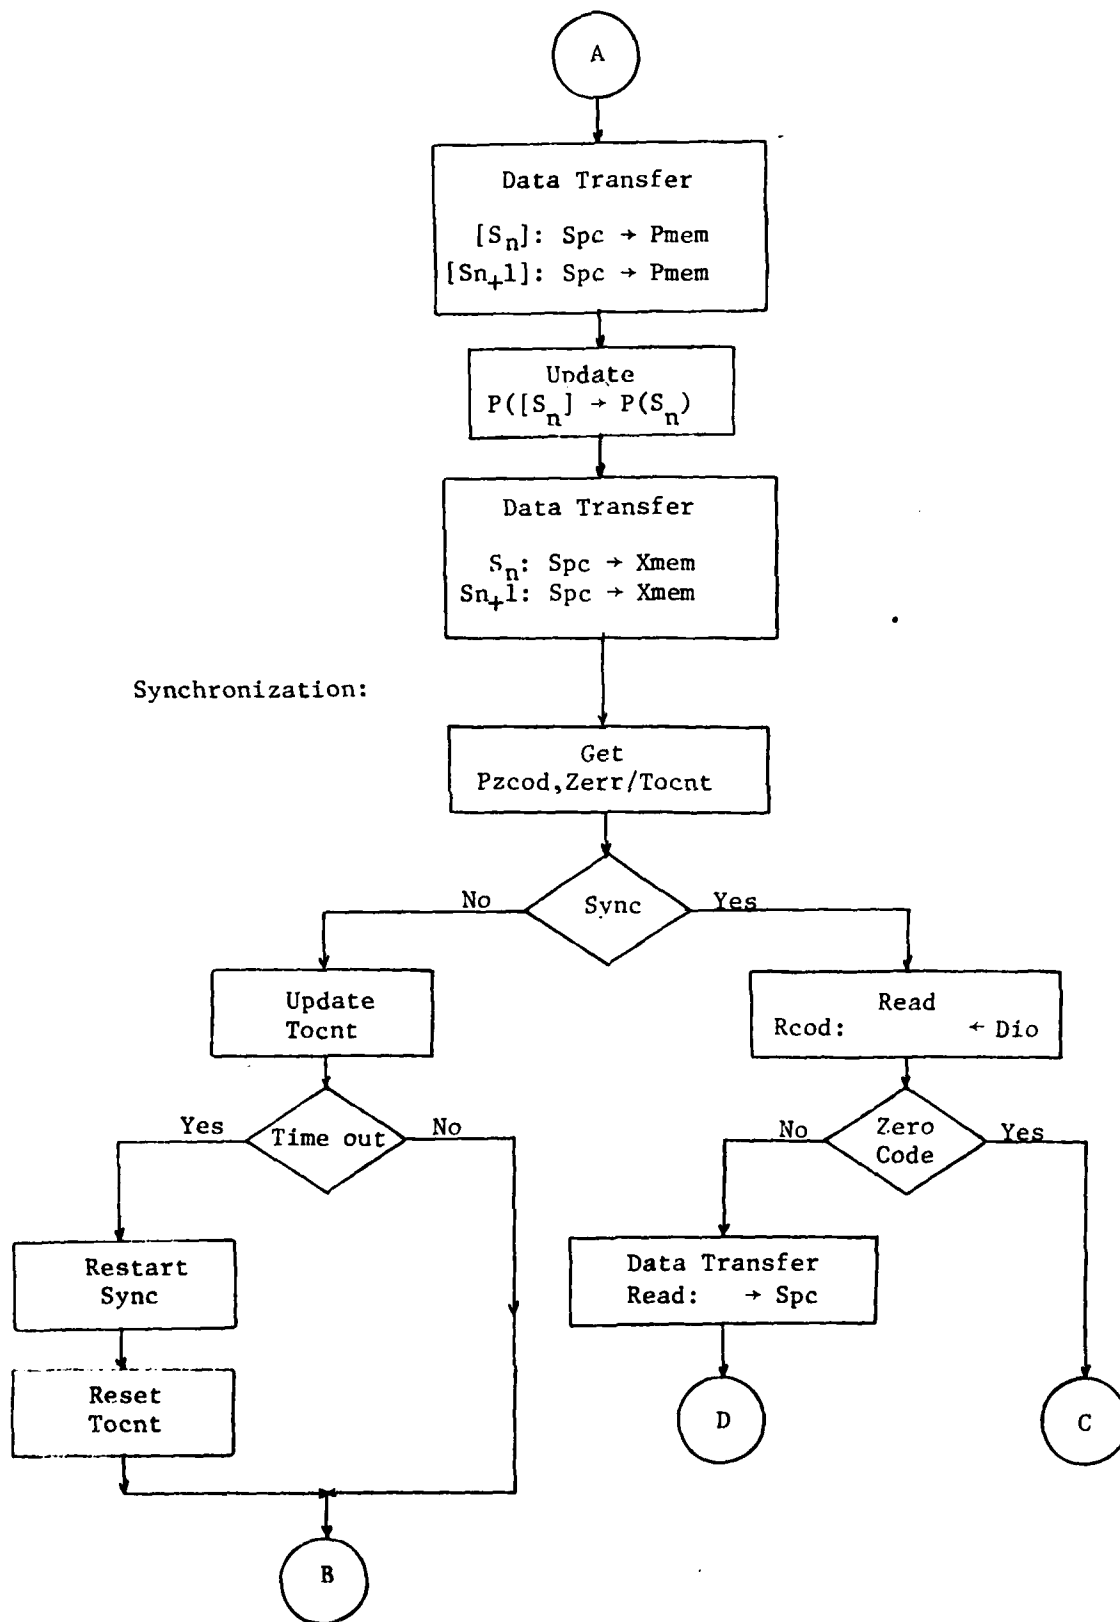 A
Data Transfer
[Sn]: Spc → Pmem
[Sn+1]: Spc → Pmem
Update
P([Sn] → P(Sn)
Data Transfer
Sn: Spc → Xmem
Sn+1: Spc → Xmem
Synchronization:
Get
Pzcod,Zerr/Tocnt
No
Sync
Yes
Update
Tocnt
Read
Rcod: ← Dio
Yes
Time out
No
No
Zero
Code
Yes
Restart
Sync
Data Transfer
Read: → Spc
Reset
Tocnt
D
C
B